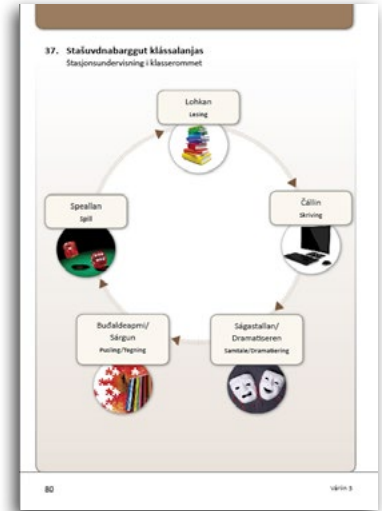 37. Stašuvdnabarggut klássalanjas
Stasjonsundervisning i klasserommet
Lohkan
Lesing
Čállin
Skriving
Ságastallan/
Dramatiseren
Samtale/Dramatisering
Buđaldeapmi/
Sárgun
Pusling/Tegning
Speallan
Spill
80
Váriin 3